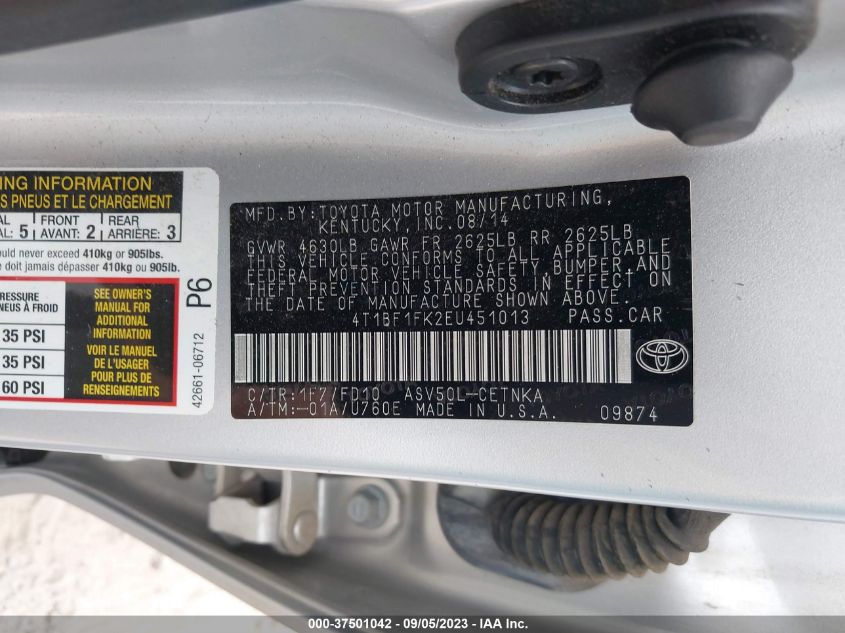 NG INFORMATION
S PNEUS ET LE CHARGEMENT
AL 5 FRONT AVANT: 2 REAR ARRIÈRE: 3
ould never exceed 410kg or 905lbs.
e doit jamais dépasser 410kg ou 905lb.
RESSURE
NEUS À FROID
35 PSI
35 PSI
60 PSI
SEE OWNER'S
MANUAL FOR
ADDITIONAL
INFORMATION
VOIR LE MANUEL
DE L'USAGER
POUR PLUS DE
RENSEIGNEMENTS
P6
42661-06712
MFD. BY: TOYOTA MOTOR MANUFACTURING,
KENTUCKY, INC. 08/14
GVWR 4630LB GAWR FR 2625LB RR 2625LB
THIS VEHICLE CONFORMS TO ALL APPLICABLE
FEDERAL MOTOR VEHICLE SAFETY, BUMPER, AND
THEFT PREVENTION STANDARDS IN EFFECT ON
THE DATE OF MANUFACTURE SHOWN ABOVE.
4T1BF1FK2EU451013 PASS. CAR
C/TR: 1F7/FD10 ASV50L-CETNKA
A/TM:-01A/U760E MADE IN U.S.A.
09874
000-37501042 - 09/05/2023 - IAA Inc.